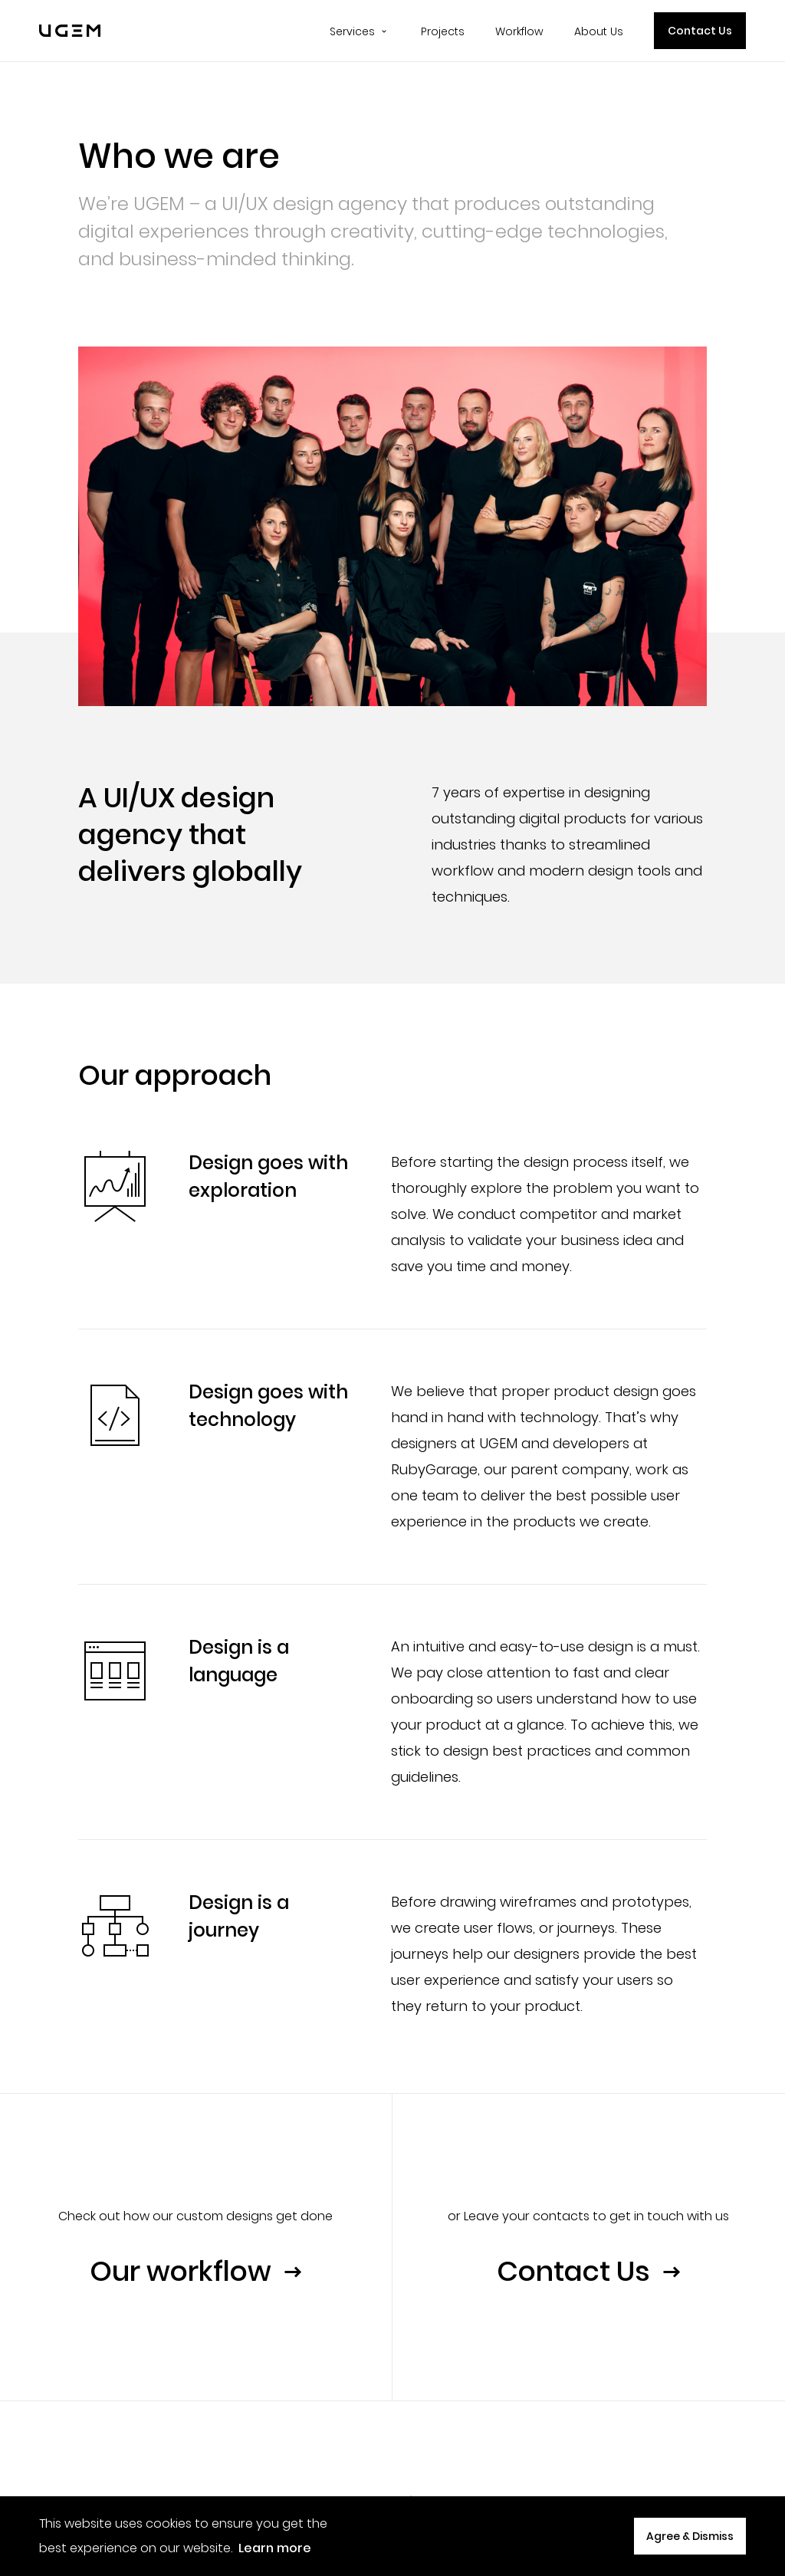 UGEM
Services
Projects
Workflow
About Us
Contact Us
Who we are
We're UGEM – a UI/UX design agency that produces outstanding
digital experiences through creativity, cutting-edge technologies,
and business-minded thinking.
A UI/UX design
agency that
delivers globally
7 years of expertise in designing
outstanding digital products for various
industries thanks to streamlined
workflow and modern design tools and
techniques.
Our approach
Design goes with
exploration
Before starting the design process itself, we
thoroughly explore the problem you want to
solve. We conduct competitor and market
analysis to validate your business idea and
save you time and money.
Design goes with
technology
We believe that proper product design goes
hand in hand with technology. That's why
designers at UGEM and developers at
RubyGarage, our parent company, work as
one team to deliver the best possible user
experience in the products we create.
Design is a
language
An intuitive and easy-to-use design is a must.
We pay close attention to fast and clear
onboarding so users understand how to use
your product at a glance. To achieve this, we
stick to design best practices and common
guidelines.
Design is a
journey
Before drawing wireframes and prototypes,
we create user flows, or journeys. These
journeys help our designers provide the best
user experience and satisfy your users so
they return to your product.
Check out how our custom designs get done
Our workflow →
or Leave your contacts to get in touch with us
Contact Us →
This website uses cookies to ensure you get the
best experience on our website. Learn more
Agree & Dismiss